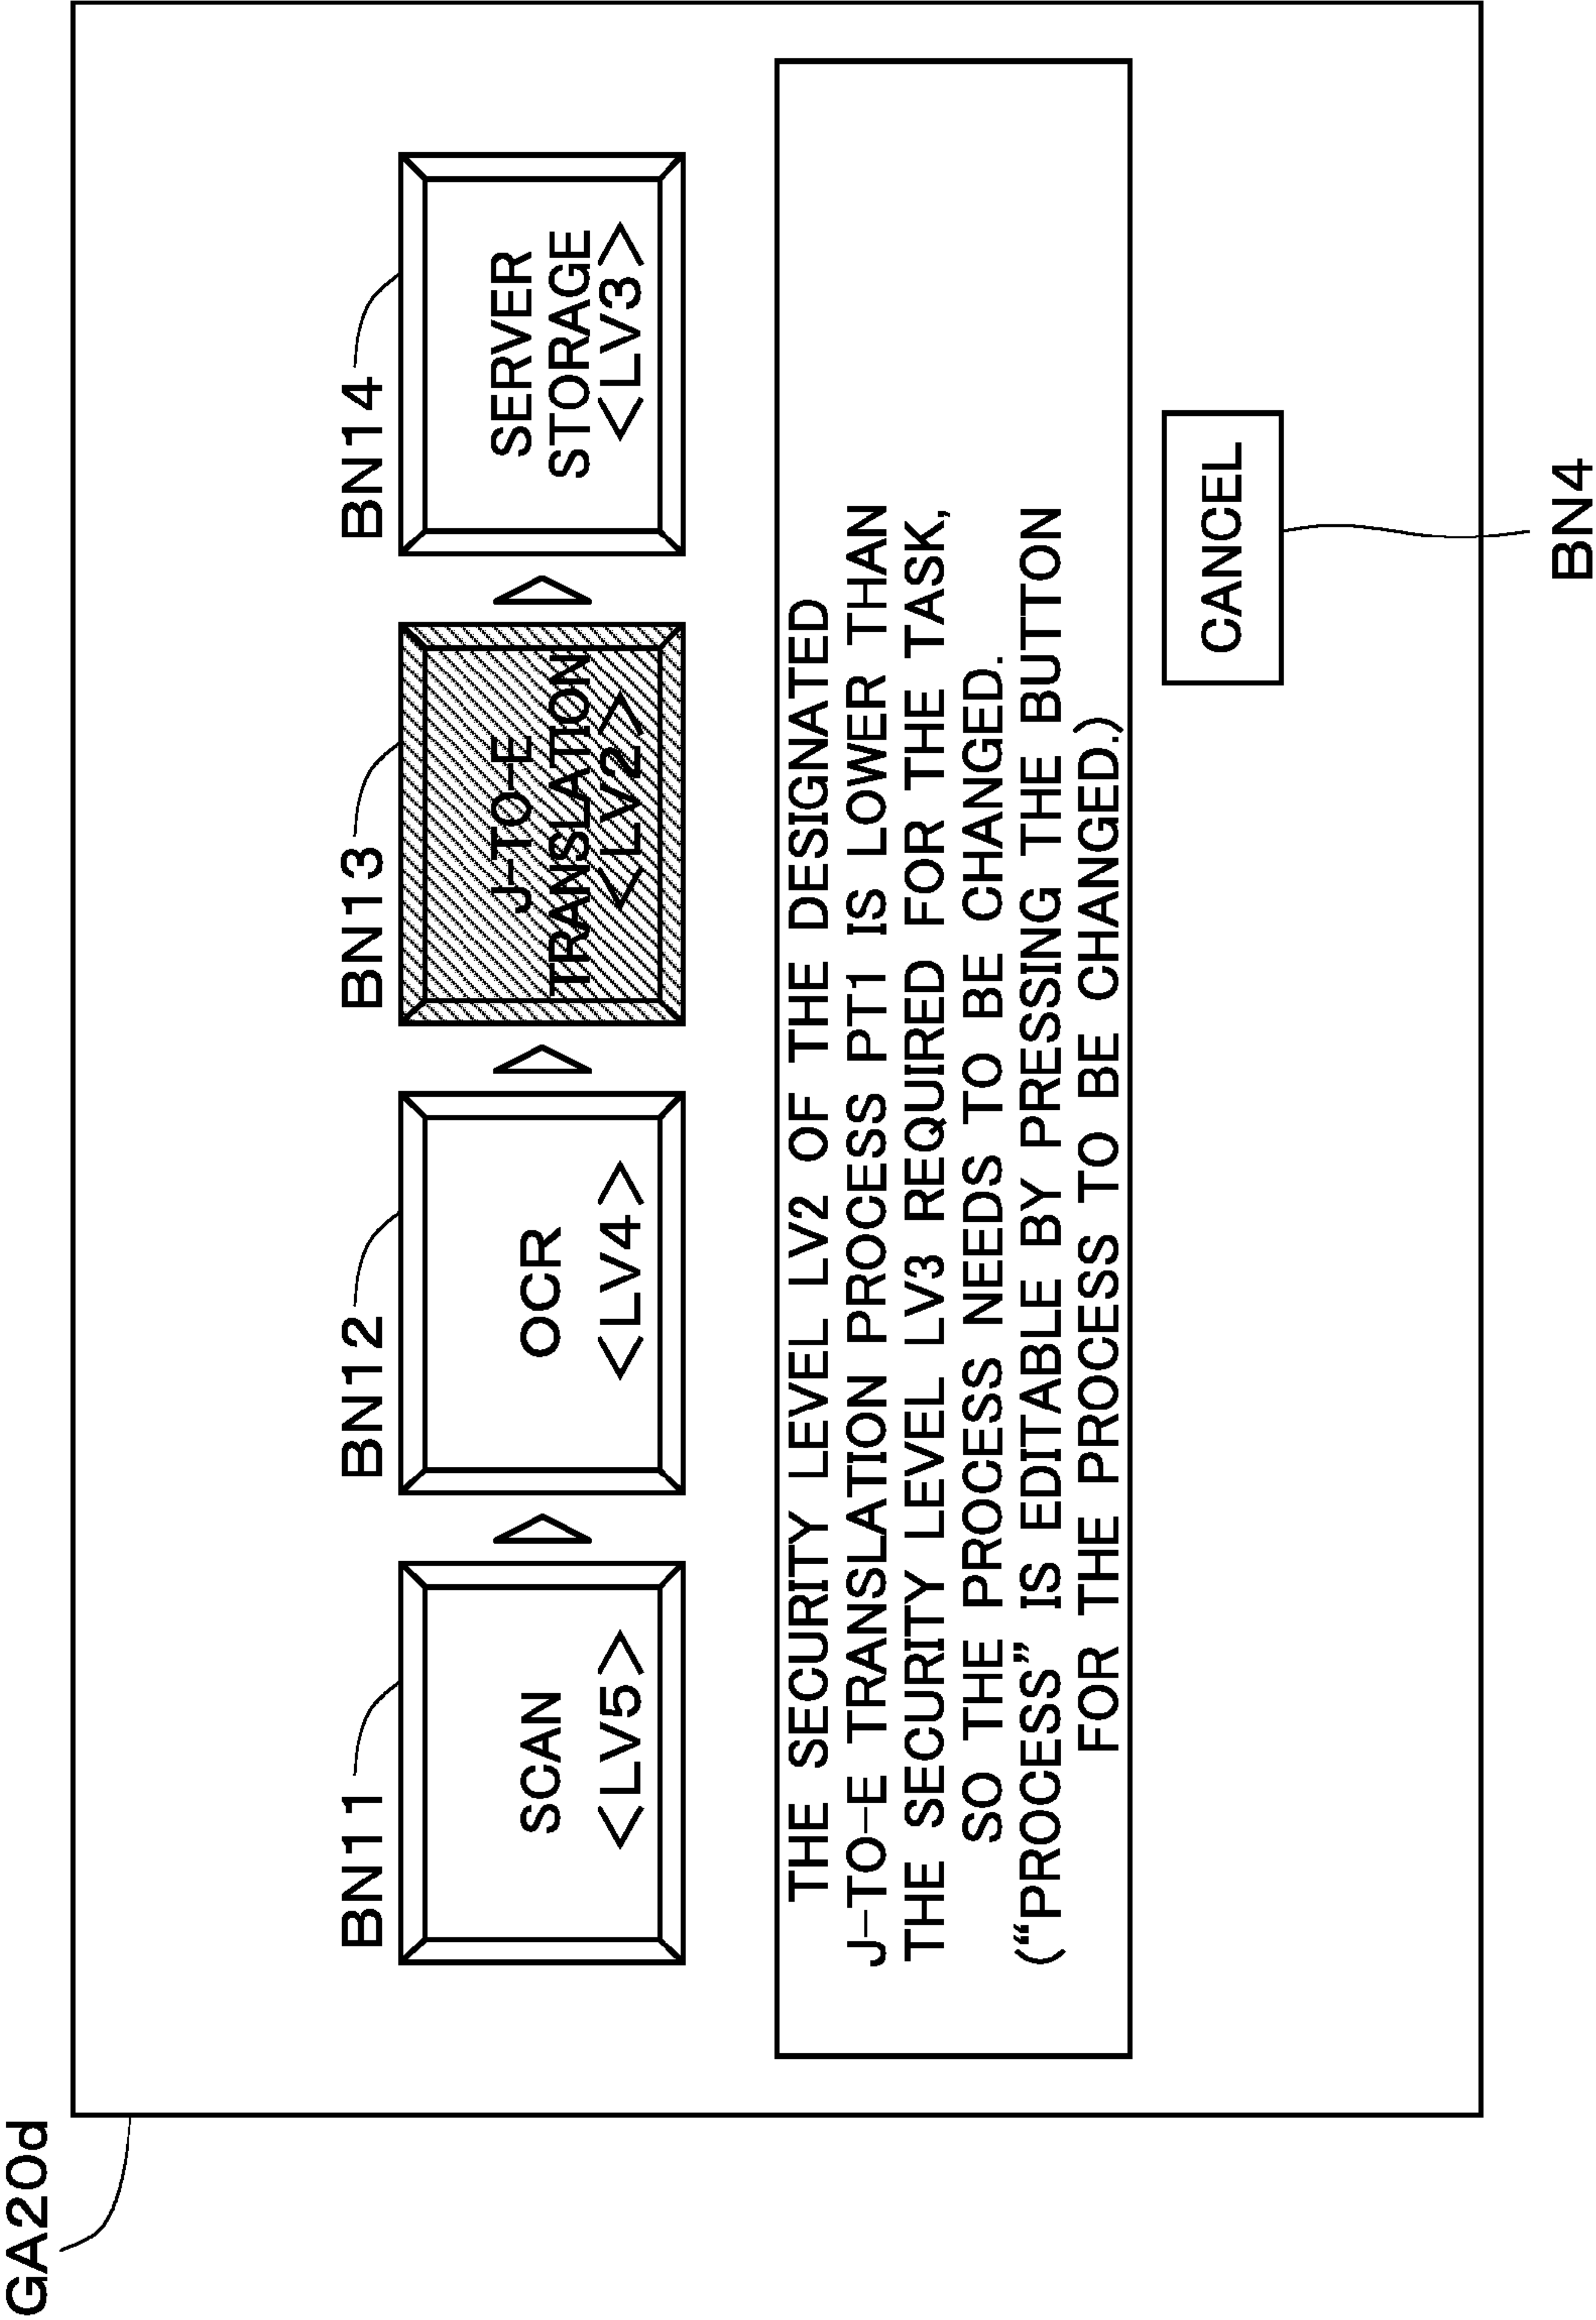 GA20d
BN11
BN12
BN13
BN14
SCAN
<LV5>
OCR
<LV4>
J-TO-E
TRANSLATION
<LV2>
SERVER
STORAGE
<LV3>
THE SECURITY LEVEL LV2 OF THE DESIGNATED
J-TO-E TRANSLATION PROCESS PT1 IS LOWER THAN
THE SECURITY LEVEL LV3 REQUIRED FOR THE TASK,
SO THE PROCESS NEEDS TO BE CHANGED.
(“PROCESS” IS EDITABLE BY PRESSING THE BUTTON
FOR THE PROCESS TO BE CHANGED.)
CANCEL
BN4